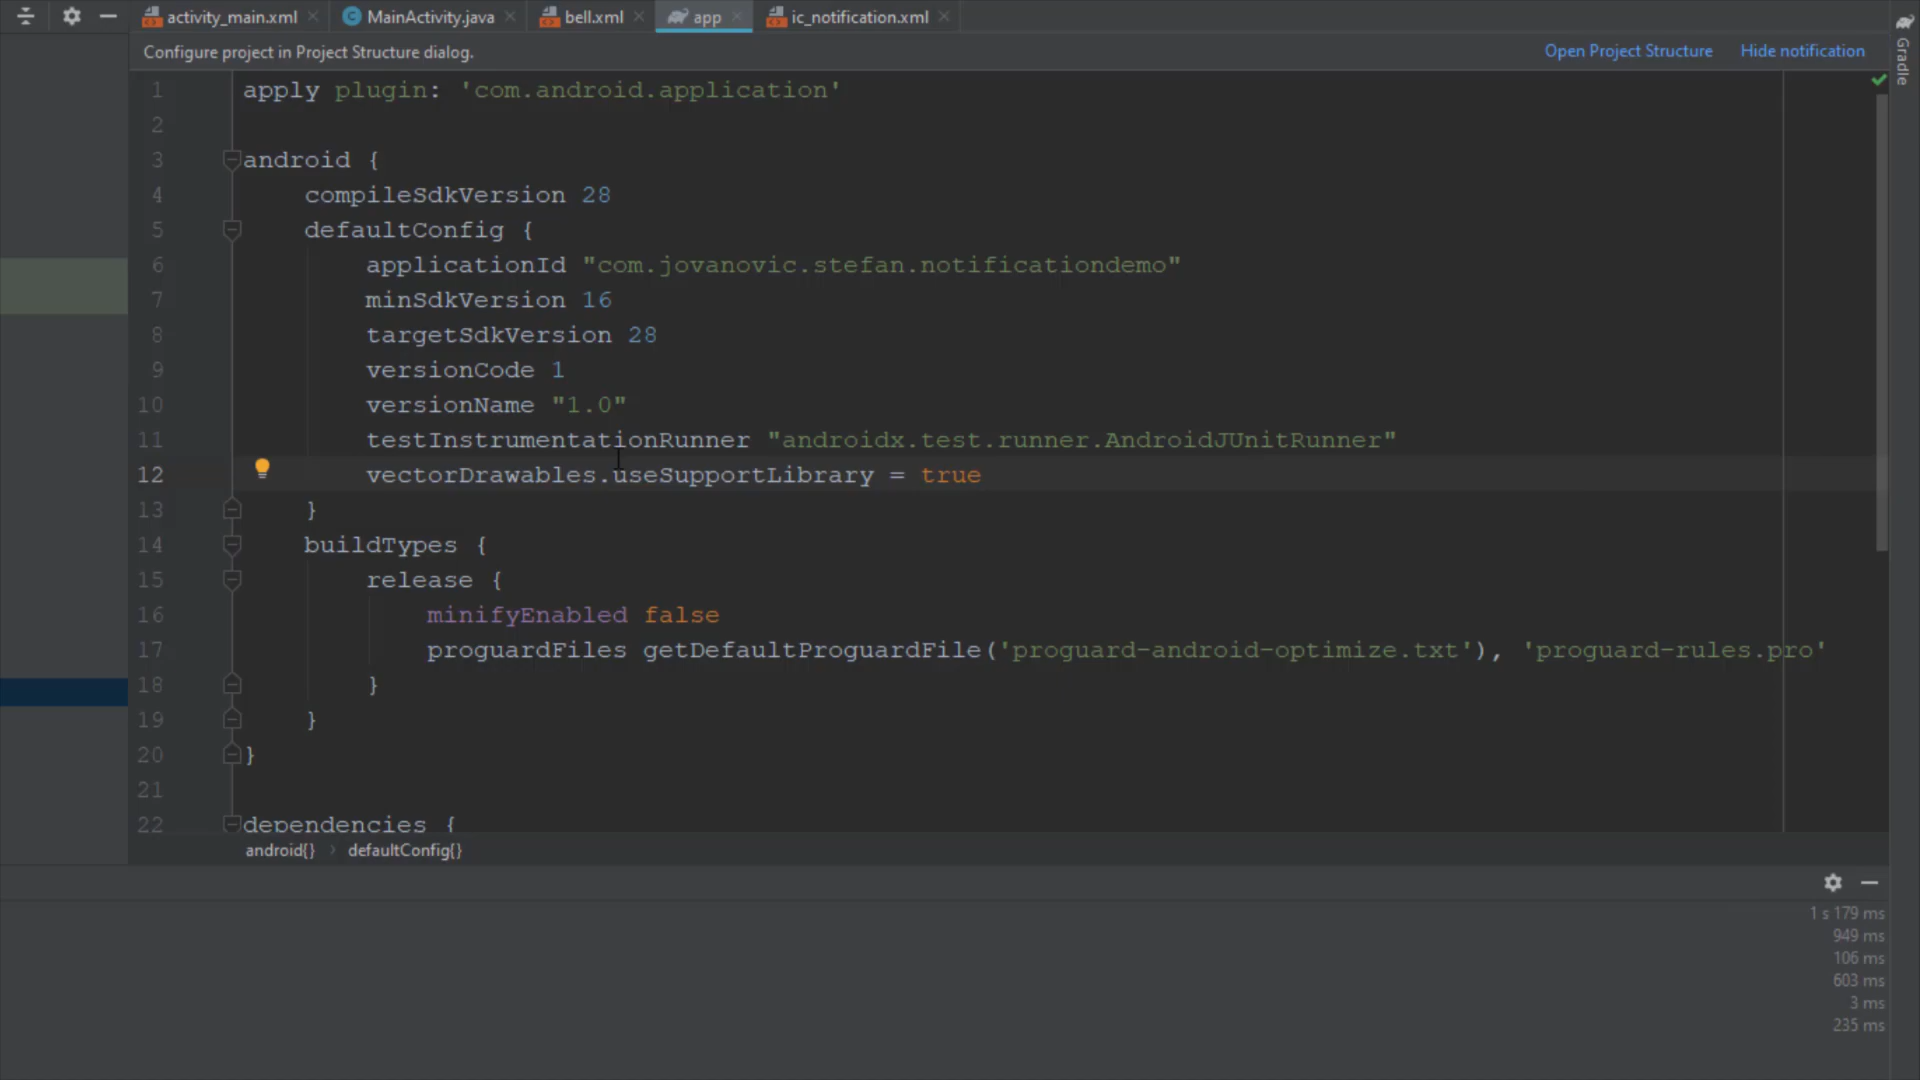 activity_main.xml MainActivity.java bell.xml app ic_notification.xml
Configure project in Project Structure dialog. Open Project Structure Hide notification
Gradle
1 apply plugin: 'com.android.application'
2
3 android {
4 compileSdkVersion 28
5 defaultConfig {
6 applicationId "com.jovanovic.stefan.notificationdemo"
7 minSdkVersion 16
8 targetSdkVersion 28
9 versionCode 1
10 versionName "1.0"
11 testInstrumentationRunner "androidx.test.runner.AndroidJUnitRunner"
12 vectorDrawables.useSupportLibrary = true
13 }
14 buildTypes {
15 release {
16 minifyEnabled false
17 proguardFiles getDefaultProguardFile('proguard-android-optimize.txt'), 'proguard-rules.pro'
18 }
19 }
20 }
21
22 dependencies {
android{} › defaultConfig{}
1 s 179 ms
949 ms
106 ms
603 ms
3 ms
235 ms